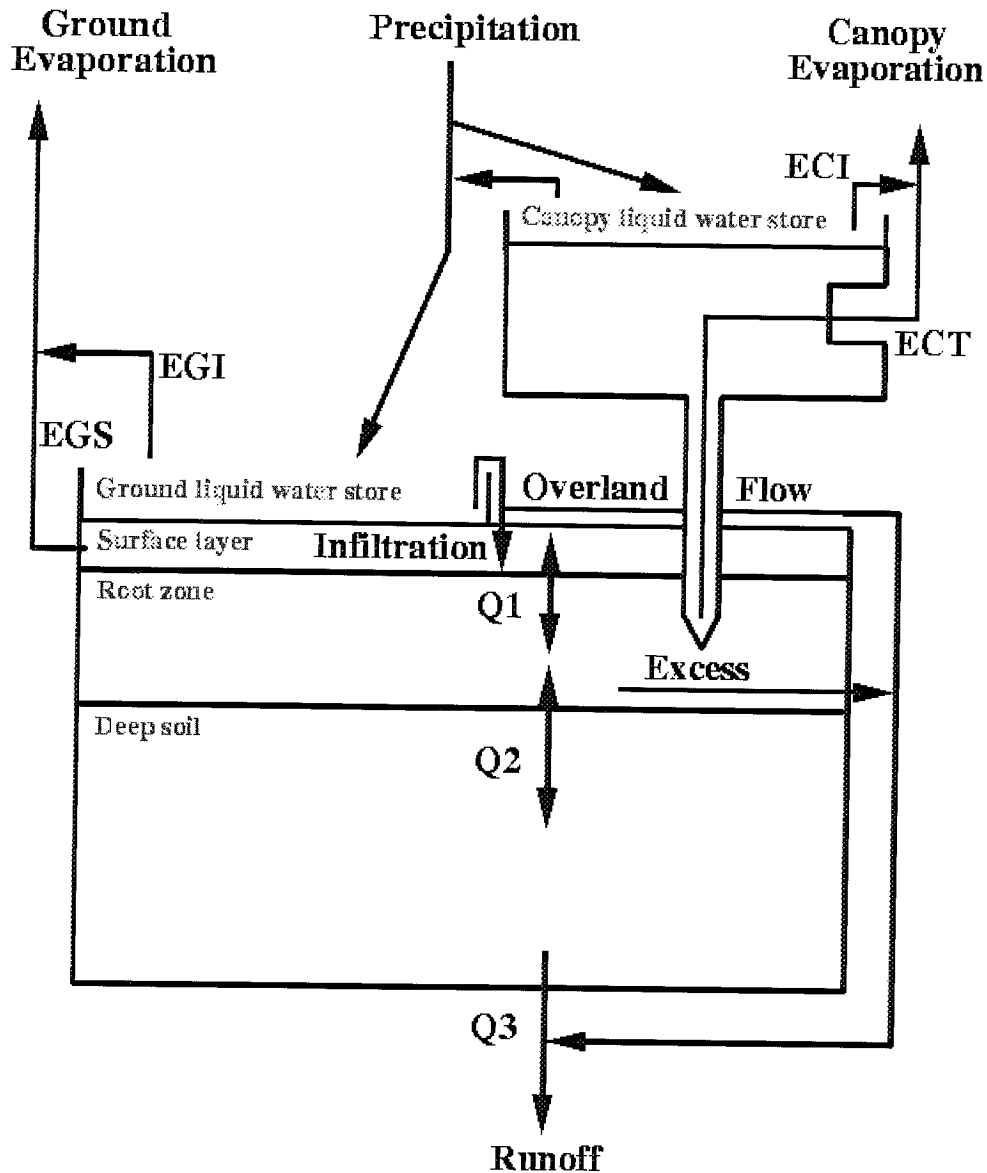 Ground
Evaporation
Precipitation
Canopy
Evaporation
ECI
Canopy liquid water store
ECT
EGI
EGS
Ground liquid water store
Overland Flow
Surface layer
Infiltration
Root zone
Q1
Excess
Deep soil
Q2
Q3
Runoff